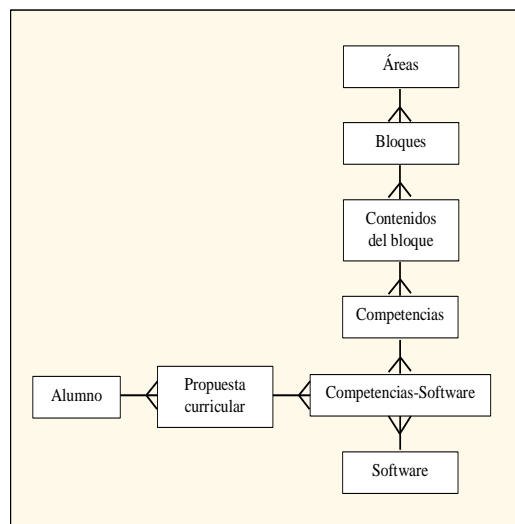 Áreas
Bloques
Contenidos
del bloque
Competencias
Alumno
Propuesta
curricular
Competencias-Software
Software